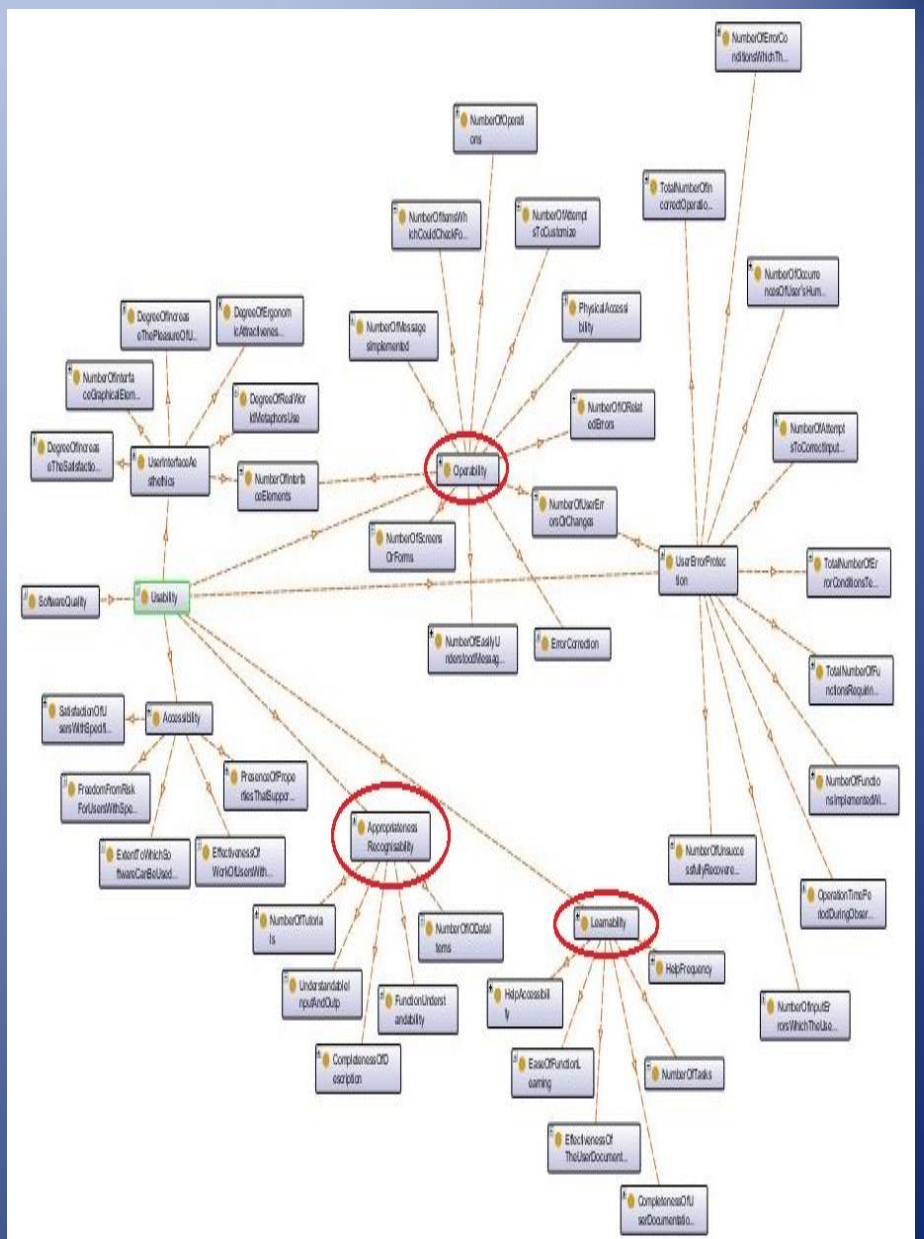 NumberOfErrorCo
nditionsWhichTh...
NumberOfOperati
ons
TotalNumberOfIn
correctOperatio...
NumberOfItemsWh
ichCouldCheckFo...
NumberOfAttempt
sToCustomize
NumberOfOccurre
ncesOfUser'sHum...
DegreeOfIncreas
eThePleasureOfU...
DegreeOfErgonom
icAttractivenes...
PhysicalAccessi
bility
NumberOfMessage
sImplemented
NumberOfInterfa
ceGraphicalElem...
DegreeOfRealWor
ldMetaphorsUse
NumberOfIORelat
edErrors
NumberOfAttempt
sToCorrectInput...
DegreeOfIncreas
eTheSatisfactio...
UserInterfaceAe
sthethics
NumberOfInterfa
ceElements
Operability
NumberOfUserErr
orsOrChanges
NumberOfScreens
OrForms
UserErrorProtec
tion
TotalNumberOfEr
rorConditionsTe...
SoftwareQuality
Usability
NumberOfEasilyU
nderstoodMessag...
ErrorCorrection
TotalNumberOfFu
nctionsRequirin...
SatisfactionOfU
sersWithSpecifi...
Accessibility
FreedomFromRisk
ForUsersWithSpe...
PresenceOfPrope
rtiesThatSuppor...
NumberOfFunctio
nsImplementedWi...
Appropriateness
Recognisability
ExtentToWhichSo
ftwareCanBeUsed...
EffectivenessOf
WorkOfUsersWith...
NumberOfUnsucce
ssfullyRecovere...
OperationTimePe
riodDuringObser...
NumberOfTutoria
ls
NumberOfIODataI
tems
Learnability
HelpFrequency
UnderstandableI
nputAndOutp
FunctionUnderst
andability
HelpAccessibili
ty
NumberOfInputEr
rorsWhichTheUse...
CompletenessOfD
escription
EaseOfFunctionL
earning
NumberOfTasks
EffectivenessOf
TheUserDocument...
CompletenessOfU
serDocumentatio...